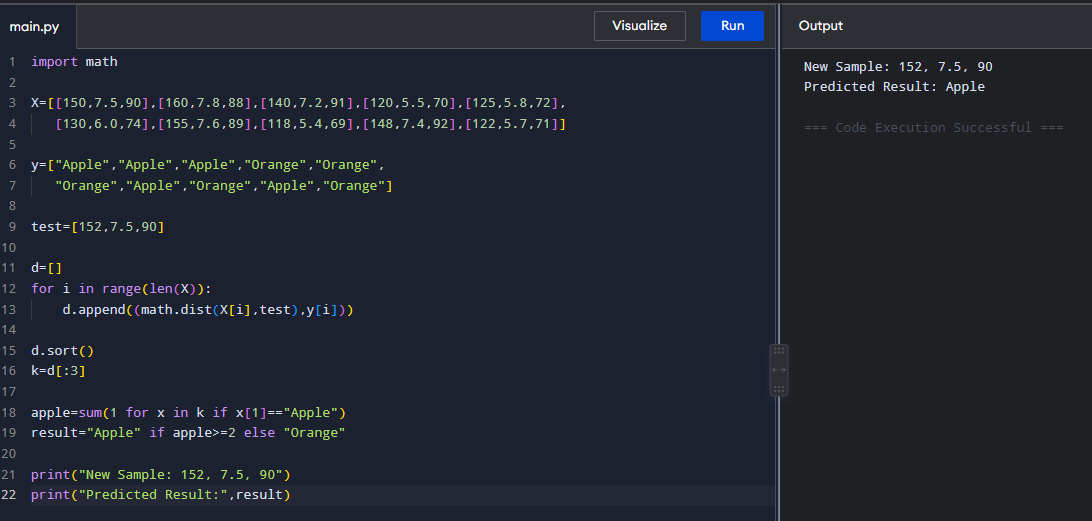 main.py
Visualize
Run
Output
1 import math
2
3 X=[[150,7.5,90],[160,7.8,88],[140,7.2,91],[120,5.5,70],[125,5.8,72],
4     [130,6.0,74],[155,7.6,89],[118,5.4,69],[148,7.4,92],[122,5.7,71]]
5
6 y=["Apple","Apple","Apple","Orange","Orange",
7     "Orange","Apple","Orange","Apple","Orange"]
8
9 test=[152,7.5,90]
10
11 d=[]
12 for i in range(len(X)):
13     d.append((math.dist(X[i],test),y[i]))
14
15 d.sort()
16 k=d[:3]
17
18 apple=sum(1 for x in k if x[1]=="Apple")
19 result="Apple" if apple>=2 else "Orange"
20
21 print("New Sample: 152, 7.5, 90")
22 print("Predicted Result:",result)
New Sample: 152, 7.5, 90
Predicted Result: Apple
=== Code Execution Successful ===